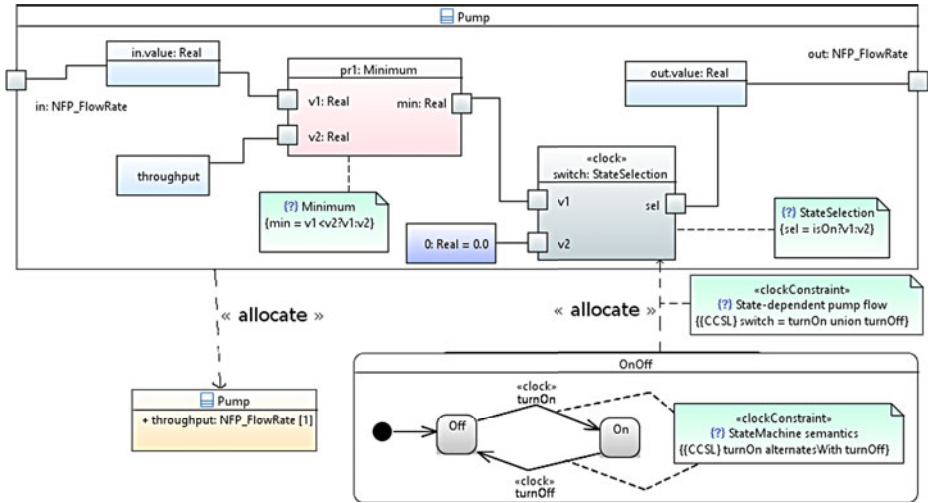 Pump
in.value: Real
out: NFP_FlowRate
pr1: Minimum
out.value: Real
v1: Real
min: Real
in: NFP_FlowRate
v2: Real
«clock»
switch: StateSelection
throughput
v1
sel
{?} Minimum
{min = v1<v2?v1:v2}
{?} StateSelection
{sel = isOn?v1:v2}
0: Real = 0.0
v2
«clockConstraint»
{?} State-dependent pump flow
{{CCSL} switch = turnOn union turnOff}
« allocate »
« allocate »
OnOff
Pump
+ throughput: NFP_FlowRate [1]
«clock»
turnOn
Off
On
«clockConstraint»
{?} StateMachine semantics
{{CCSL} turnOn alternatesWith turnOff}
«clock»
turnOff